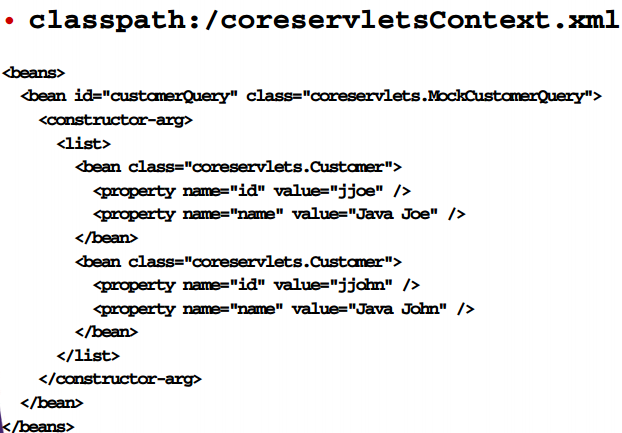 • classpath:/coreservletsContext.xml
<beans>
  <bean id="customerQuery" class="coreservlets.MockCustomerQuery">
    <constructor-arg>
      <list>
        <bean class="coreservlets.Customer">
          <property name="id" value="jjoe" />
          <property name="name" value="Java Joe" />
        </bean>
        <bean class="coreservlets.Customer">
          <property name="id" value="jjohn" />
          <property name="name" value="Java John" />
        </bean>
      </list>
    </constructor-arg>
  </bean>
</beans>